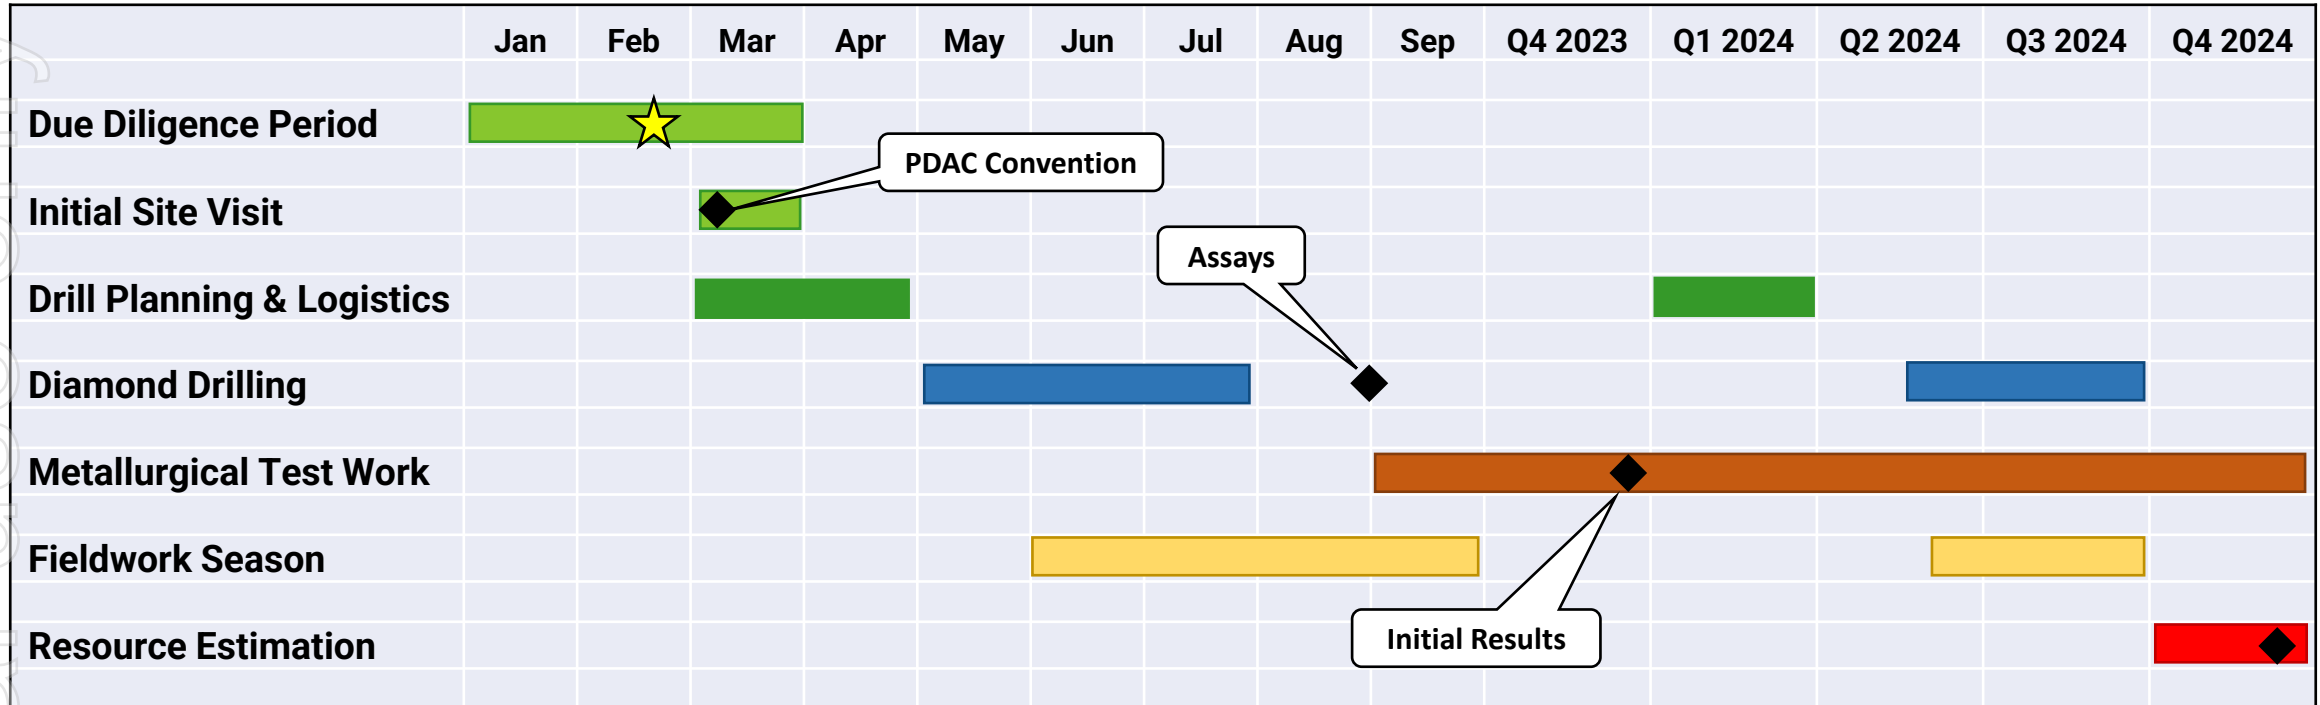 Jan Feb Mar Apr May Jun Jul Aug Sep Q4 2023 Q1 2024 Q2 2024 Q3 2024 Q4 2024
Due Diligence Period
PDAC Convention
Initial Site Visit
Assays
Drill Planning & Logistics
Diamond Drilling
Metallurgical Test Work
Fieldwork Season
Initial Results
Resource Estimation